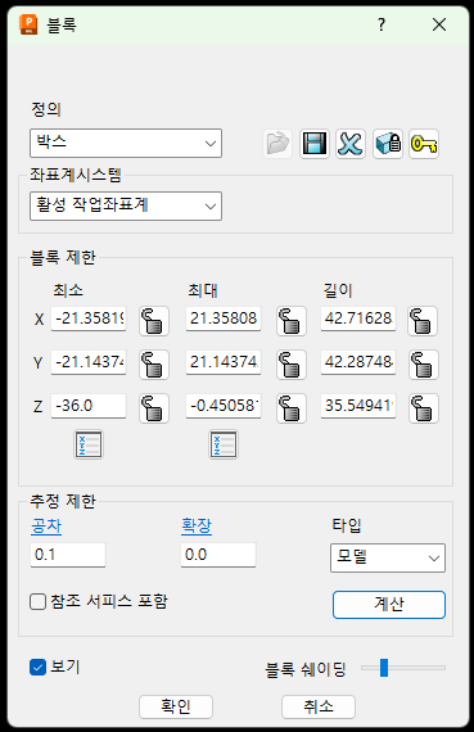 블록
?
정의
박스
좌표계시스템
활성 작업좌표계
블록 제한
최소 최대 길이
X -21.35819 21.35808 42.71628
Y -21.14374 21.14374 42.28748
Z -36.0 -0.45058 35.54941
추정 제한
공차 확장 타입
0.1 0.0 모델
참조 서피스 포함 계산
보기 블록 쉐이딩
확인 취소